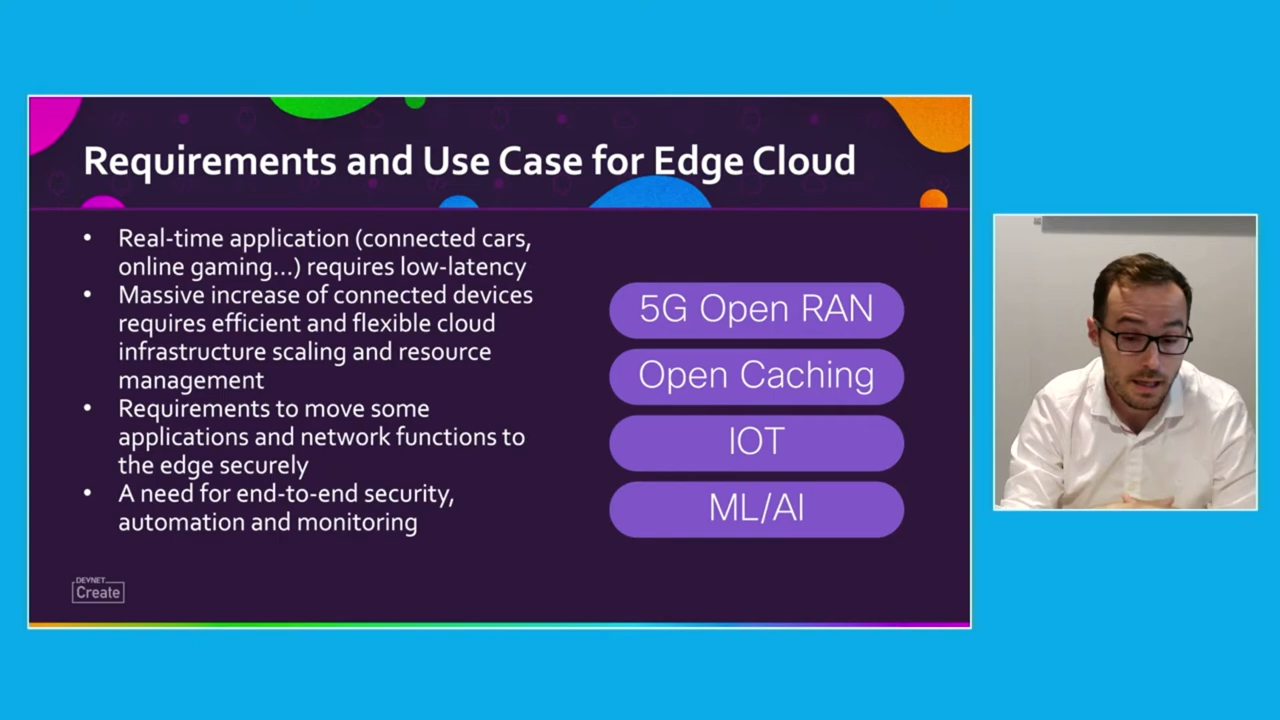 Requirements and Use Case for Edge Cloud
• Real-time application (connected cars,
online gaming...) requires low-latency
• Massive increase of connected devices
requires efficient and flexible cloud
infrastructure scaling and resource
management
• Requirements to move some
applications and network functions to
the edge securely
• A need for end-to-end security,
automation and monitoring
5G Open RAN
Open Caching
IOT
ML/AI
DEVNET
Create